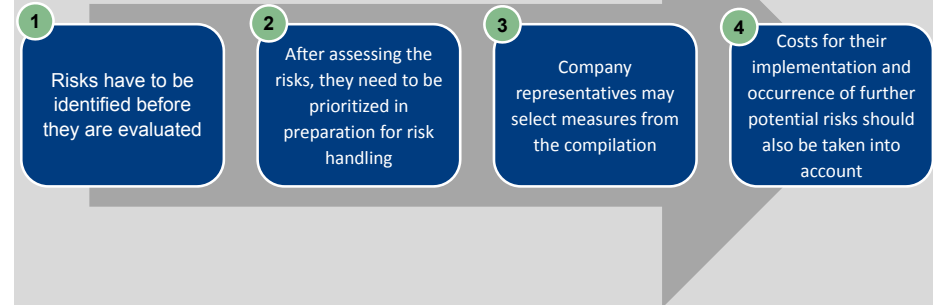 1
Risks have to be
identified before
they are evaluated
2
After assessing the
risks, they need to be
prioritized in
preparation for risk
handling
3
Company
representatives may
select measures from
the compilation
4
Costs for their
implementation and
occurrence of further
potential risks should
also be taken into
account